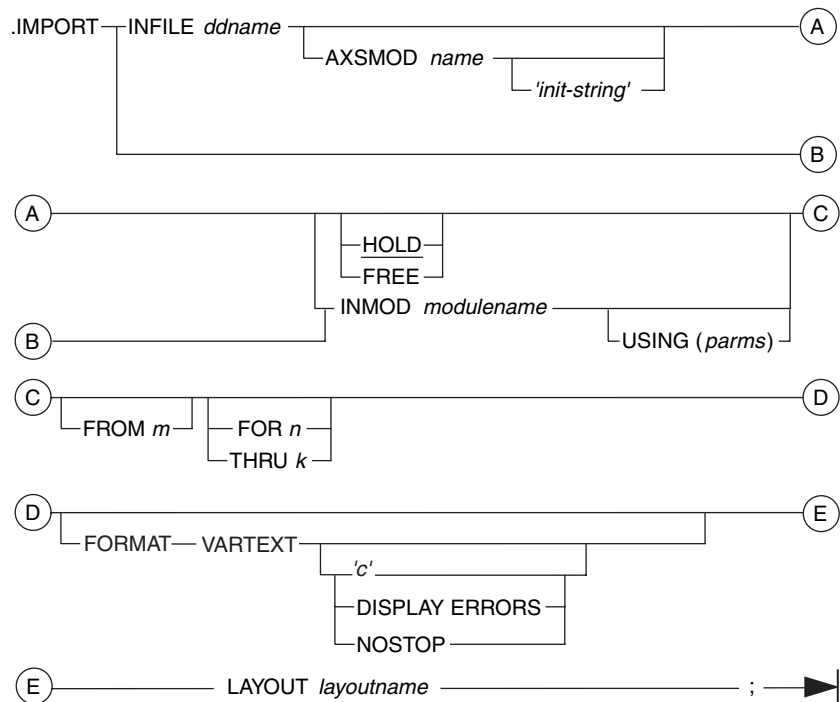 .IMPORT INFILE ddname A
AXSMOD name
'init-string'
B
A C
HOLD
FREE
INMOD modulename
B
USING (parms)
C D
FROM m FOR n
THRU k
D E
FORMAT VARTEXT
'c'
DISPLAY ERRORS
NOSTOP
E LAYOUT layoutname ;